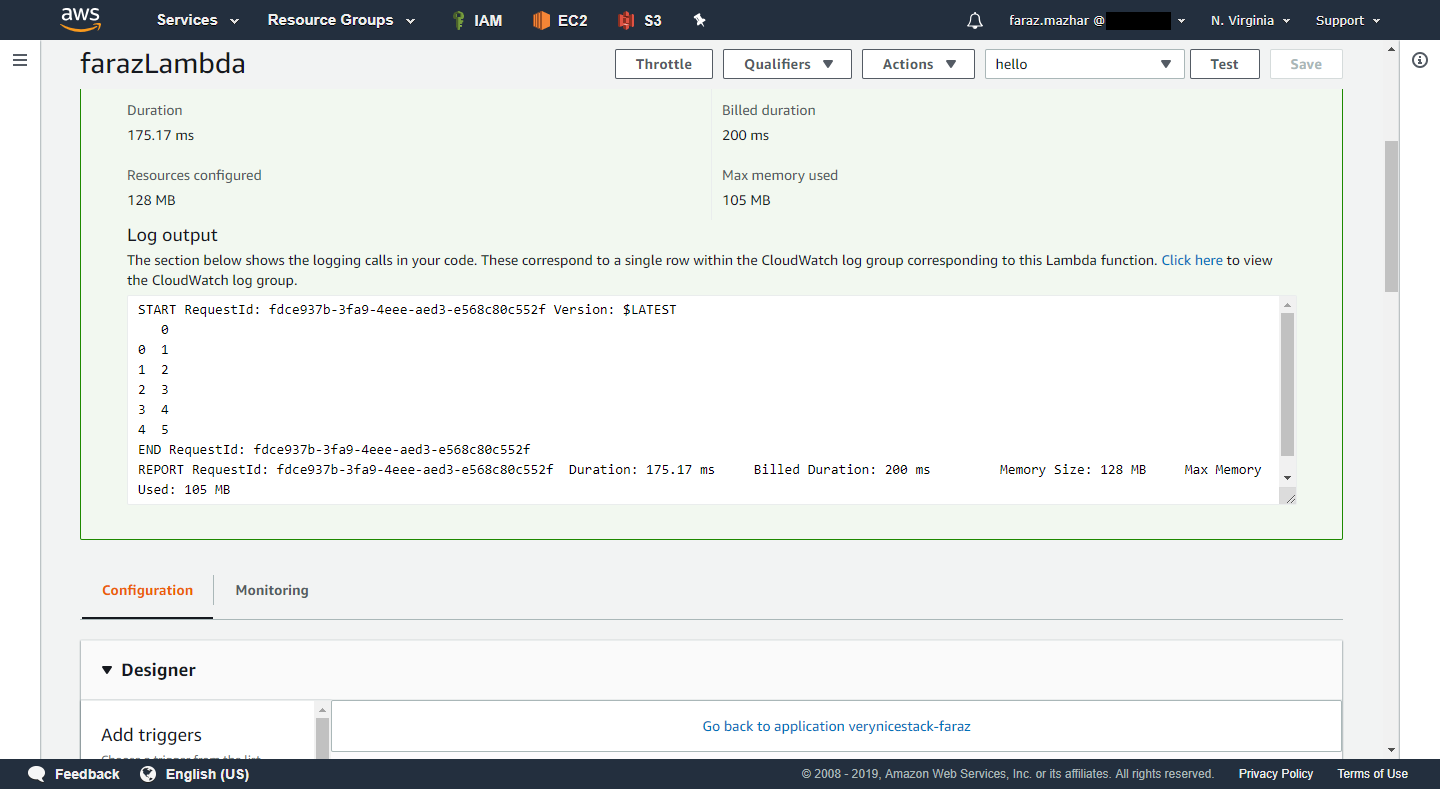 aws Services Resource Groups IAM EC2 S3 faraz.mazhar @ N. Virginia Support
farazLambda Throttle Qualifiers Actions hello Test Save
Duration Billed duration
175.17 ms 200 ms
Resources configured Max memory used
128 MB 105 MB
Log output
The section below shows the logging calls in your code. These correspond to a single row within the CloudWatch log group corresponding to this Lambda function. Click here to view
the CloudWatch log group.
START RequestId: fdce937b-3fa9-4eee-aed3-e568c80c552f Version: $LATEST
0
0 1
1 2
2 3
3 4
4 5
END RequestId: fdce937b-3fa9-4eee-aed3-e568c80c552f
REPORT RequestId: fdce937b-3fa9-4eee-aed3-e568c80c552f Duration: 175.17 ms Billed Duration: 200 ms Memory Size: 128 MB Max Memory
Used: 105 MB
Configuration Monitoring
Designer
Go back to application verynicestack-faraz
Add triggers
Choose a trigger from the list
Feedback English (US) © 2008 - 2019, Amazon Web Services, Inc. or its affiliates. All rights reserved. Privacy Policy Terms of Use